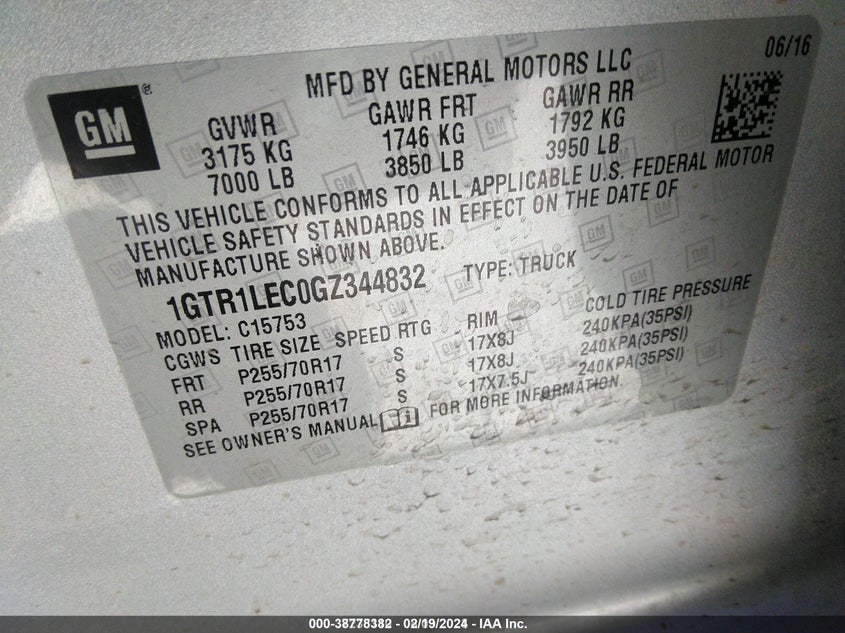 GM
MFD BY GENERAL MOTORS LLC 06/16
GVWR GAWR FRT GAWR RR
3175 KG 1746 KG 1792 KG
7000 LB 3850 LB 3950 LB
THIS VEHICLE CONFORMS TO ALL APPLICABLE U.S. FEDERAL MOTOR
VEHICLE SAFETY STANDARDS IN EFFECT ON THE DATE OF
MANUFACTURE SHOWN ABOVE.
1GTR1LEC0GZ344832 TYPE: TRUCK
MODEL: C15753
CGWS TIRE SIZE SPEED RTG RIM COLD TIRE PRESSURE
FRT P255/70R17 S 17X8J 240KPA(35PSI)
RR P255/70R17 S 17X8J 240KPA(35PSI)
SPA P255/70R17 S 17X7.5J 240KPA(35PSI)
SEE OWNER'S MANUAL FOR MORE INFORMATION.
000-38778382 - 02/19/2024 - IAA Inc.